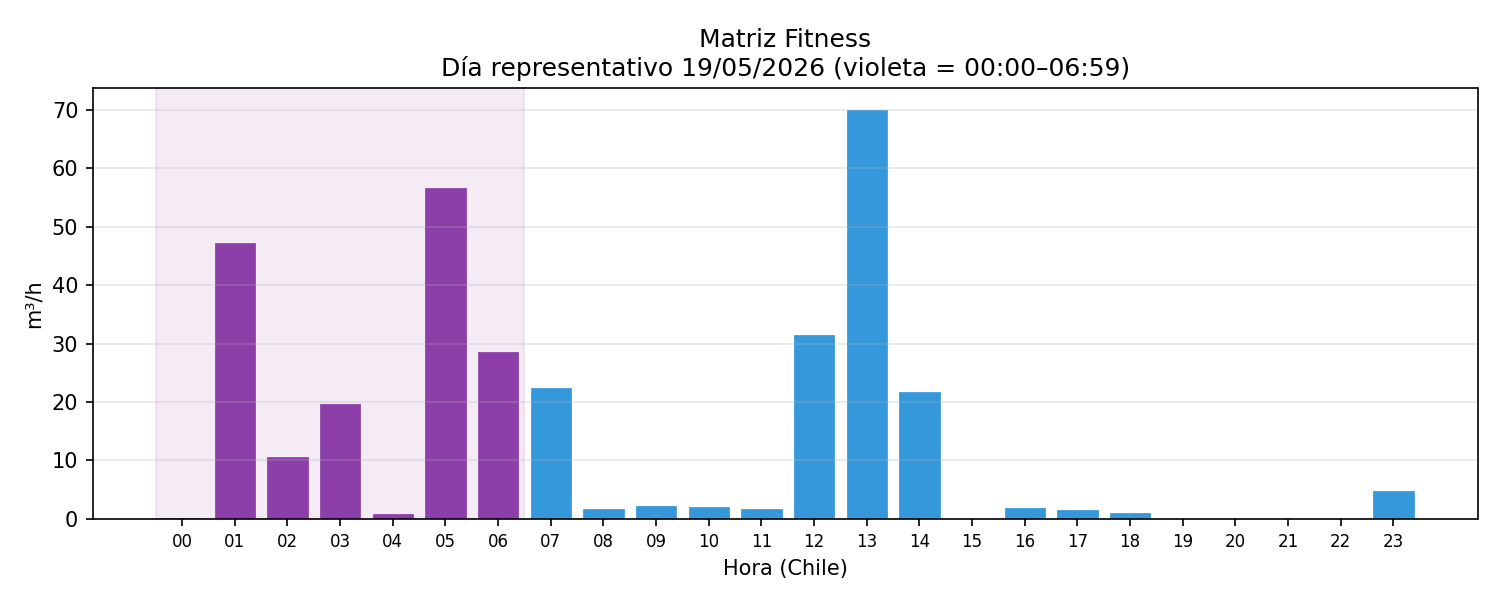 Matriz Fitness
Día representativo 19/05/2026 (violeta = 00:00–06:59)
m³/h
70
60
50
40
30
20
10
0
00 01 02 03 04 05 06 07 08 09 10 11 12 13 14 15 16 17 18 19 20 21 22 23
Hora (Chile)